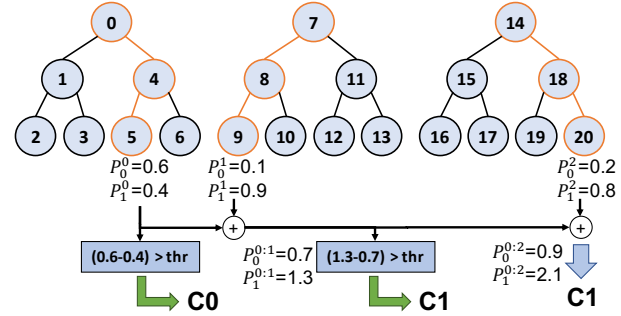 0 7 14
1 4 8 11 15 18
2 3 5 6 9 10 12 13 16 17 19 20
P_0^0=0.6 P_0^1=0.1 P_0^2=0.2
P_1^0=0.4 P_1^1=0.9 P_1^2=0.8
+ +
(0.6-0.4) > thr P_0^{0:1}=0.7 (1.3-0.7) > thr P_0^{0:2}=0.9
P_1^{0:1}=1.3 P_1^{0:2}=2.1
C0 C1 C1